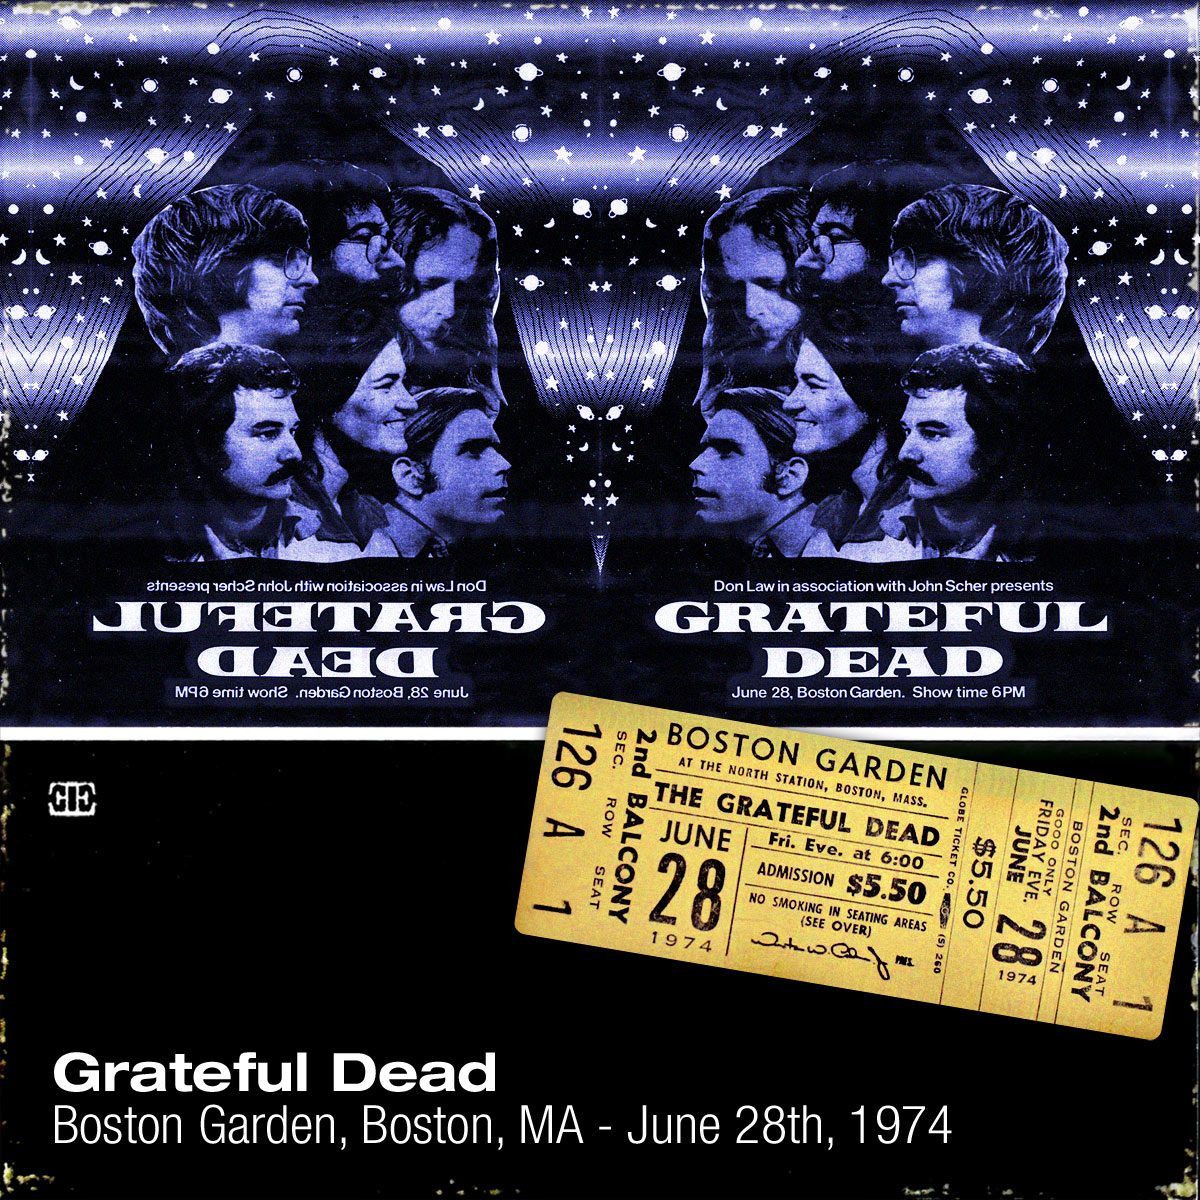 Don Law in association with John Scher presents
GRATEFUL
DEAD
June 28, Boston Garden. Show time 6PM
Don Law in association with John Scher presents
GRATEFUL
DEAD
June 28, Boston Garden. Show time 6PM
126 A 1
SEC. ROW SEAT
2nd BALCONY
BOSTON GARDEN
AT THE NORTH STATION, BOSTON, MASS.
THE GRATEFUL DEAD
JUNE
28
1974
Fri. Eve. at 6:00
ADMISSION $5.50
NO SMOKING IN SEATING AREAS
(SEE OVER)
PRES.
GLOBE TICKET CO. (S) 260
$5.50
JUNE 28 1974
FRIDAY EVE.
GOOD ONLY
BOSTON GARDEN
2nd BALCONY
SEC. ROW SEAT
126 A 1
Grateful Dead
Boston Garden, Boston, MA - June 28th, 1974